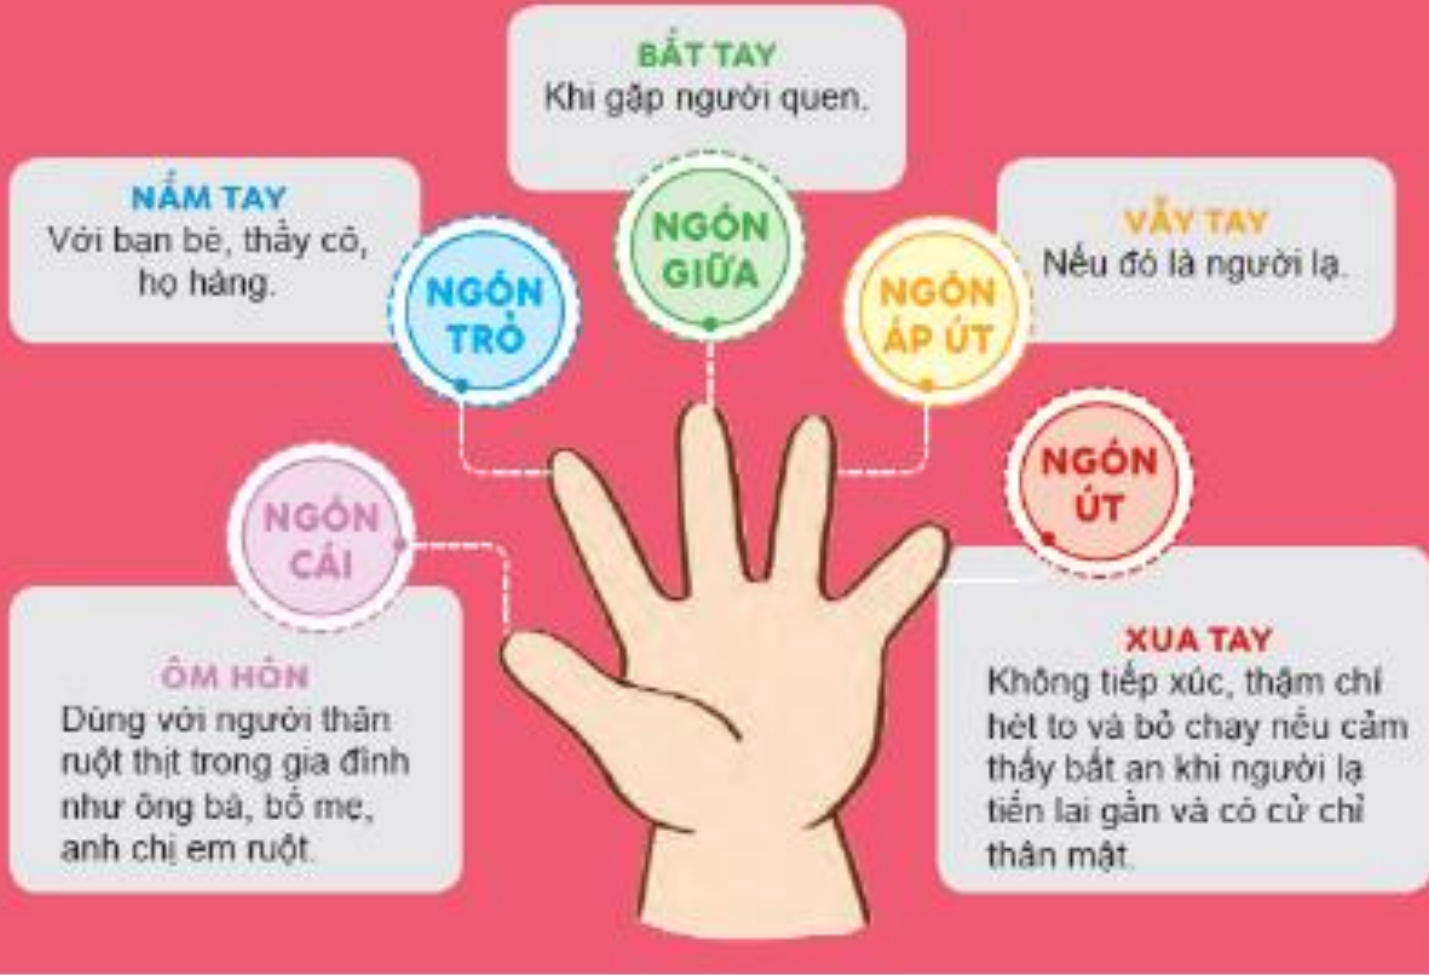 BẮT TAY
Khi gặp người quen.
NẮM TAY
Với bạn bè, thầy cô,
họ hàng.
NGÓN
TRỎ
NGÓN
GIỮA
NGÓN
ÁP ÚT
VẪY TAY
Nếu đó là người lạ.
NGÓN
CÁI
ÔM HÔN
Dùng với người thân
ruột thịt trong gia đình
như ông bà, bố mẹ,
anh chị em ruột.
NGÓN
ÚT
XUA TAY
Không tiếp xúc, thậm chí
hét to và bỏ chạy nếu cảm
thấy bất an khi người lạ
tiến lại gần và có cử chỉ
thân mật.